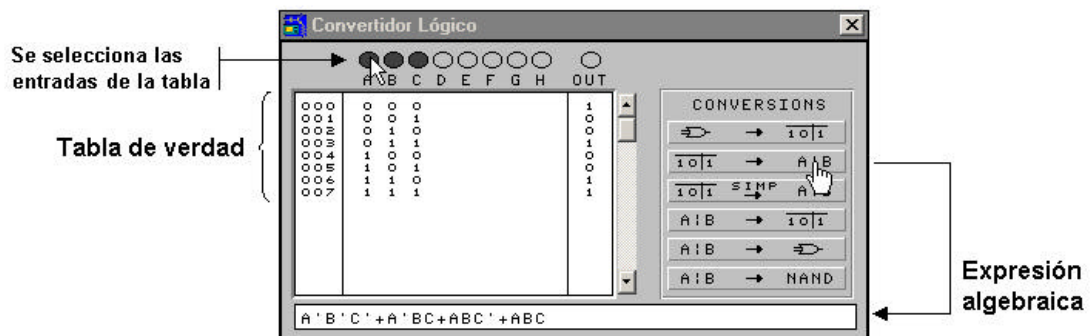 Convertidor Lógico
Se selecciona las
entradas de la tabla
A B C D E F G H OUT
Tabla de verdad
000 0 0 0 1
001 0 0 1 0
002 0 1 0 0
003 0 1 1 1
004 1 0 0 0
005 1 0 1 0
006 1 1 0 1
007 1 1 1 1
CONVERSIONS
→ 10|1
10|1 → A|B
10|1 SIMP →
A|B → 10|1
A|B →
A|B → NAND
Expresión
algebraica
A'B'C'+A'BC+ABC'+ABC